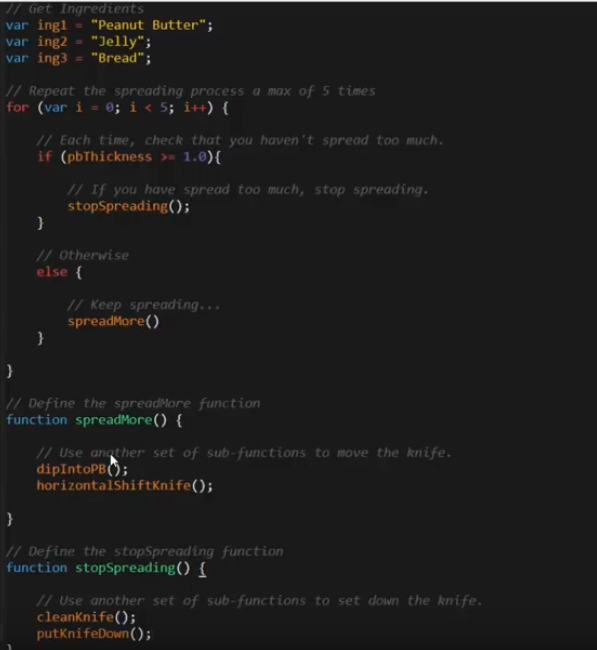 // Get Ingredients
var ing1 = "Peanut Butter";
var ing2 = "Jelly";
var ing3 = "Bread";
// Repeat the spreading process a max of 5 times
for (var i = 0; i < 5; i++) {
// Each time, check that you haven't spread too much.
if (pbThickness >= 1.0){
// If you have spread too much, stop spreading.
stopSpreading();
}
// Otherwise
else {
// Keep spreading...
spreadMore()
}
}
// Define the spreadMore function
function spreadMore() {
// Use another set of sub-functions to move the knife.
dipIntoPB();
horizontalShiftKnife();
}
// Define the stopSpreading function
function stopSpreading() {
// Use another set of sub-functions to set down the knife.
cleanKnife();
putKnifeDown();
}